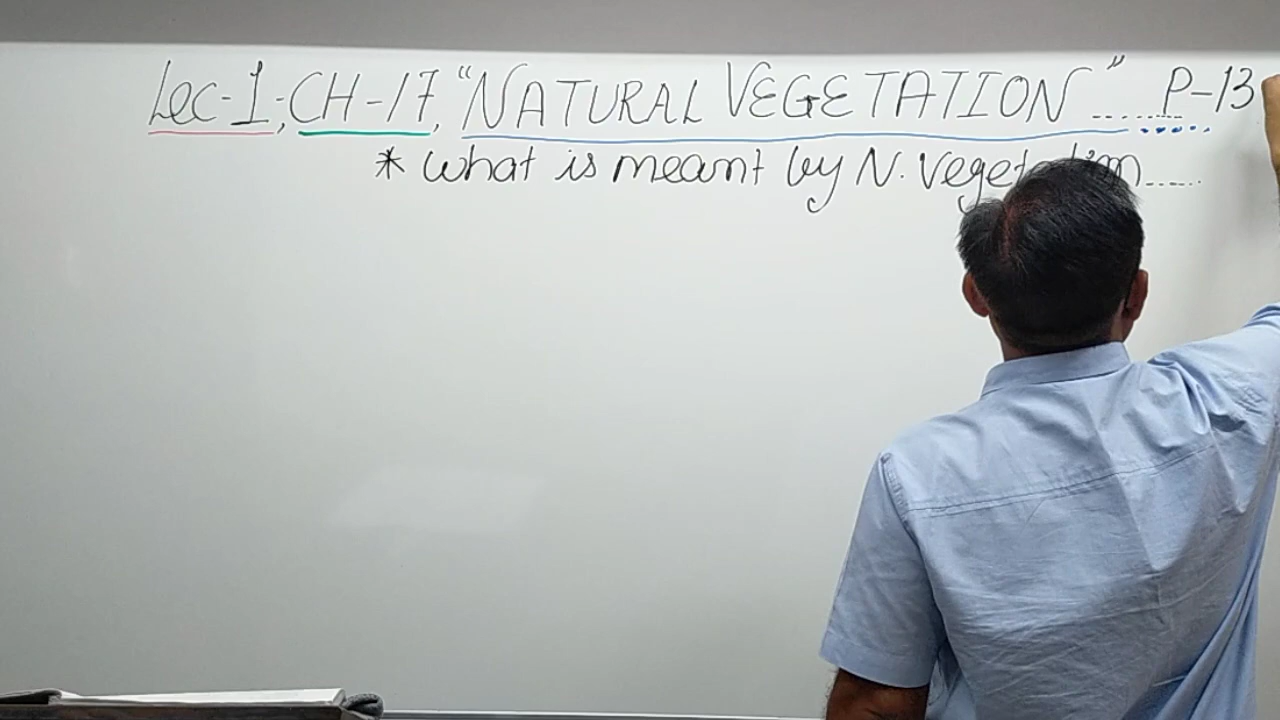 Lec-1, CH-17, "NATURAL VEGETATION" ........ P-13
* What is meant by N. Vegetation.....